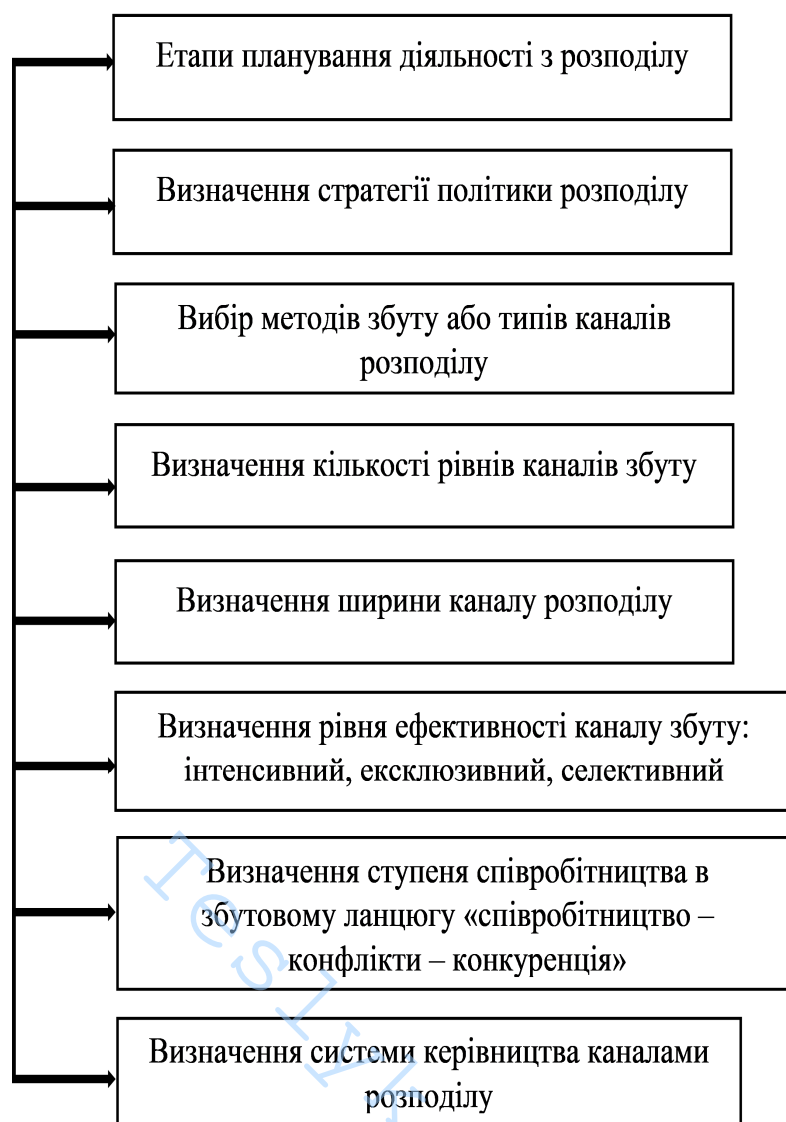 Етапи планування діяльності з розподілу
Визначення стратегії політики розподілу
Вибір методів збуту або типів каналів
розподілу
Визначення кількості рівнів каналів збуту
Визначення ширини каналу розподілу
Визначення рівня ефективності каналу збуту:
інтенсивний, ексклюзивний, селективний
Визначення ступеня співробітництва в
збутовому ланцюгу «співробітництво –
конфлікти – конкуренція»
Визначення системи керівництва каналами
розподілу
Teslyk